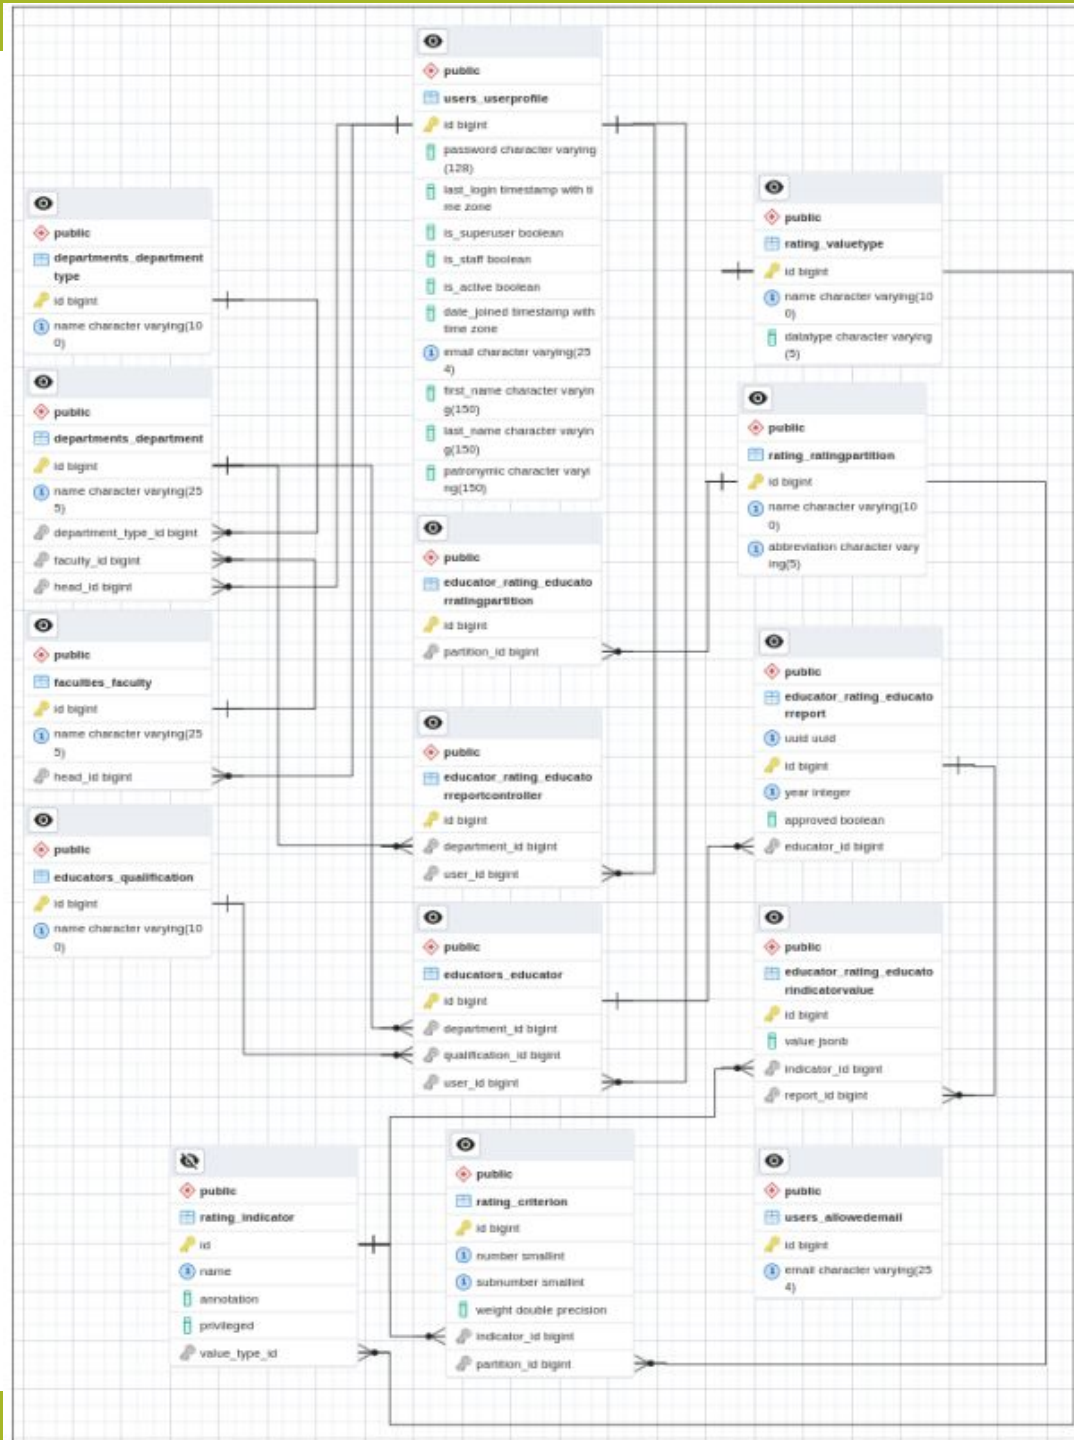 public
users_userprofile
id bigint
password character varying
(128)
last_login timestamp with ti
me zone
is_superuser boolean
is_staff boolean
is_active boolean
date_joined timestamp with
time zone
email character varying(25
4)
first_name character varyin
g(150)
last_name character varyin
g(150)
patronymic character varyi
ng(150)
public
departments_department
type
id bigint
name character varying(10
0)
public
departments_department
id bigint
name character varying(25
5)
department_type_id bigint
faculty_id bigint
head_id bigint
public
faculties_faculty
id bigint
name character varying(25
5)
head_id bigint
public
educators_qualification
id bigint
name character varying(10
0)
public
educator_rating_educato
rratingpartition
id bigint
partition_id bigint
public
educator_rating_educato
rreportcontroller
id bigint
department_id bigint
user_id bigint
public
educators_educator
id bigint
department_id bigint
qualification_id bigint
user_id bigint
public
rating_valuetype
id bigint
name character varying(10
0)
datatype character varying
(5)
public
rating_ratingpartition
id bigint
name character varying(10
0)
abbreviation character vary
ing(5)
public
educator_rating_educato
rreport
uuid uuid
id bigint
year integer
approved boolean
educator_id bigint
public
educator_rating_educato
rindicatorvalue
id bigint
value jsonb
indicator_id bigint
report_id bigint
public
rating_indicator
id
name
annotation
privileged
value_type_id
public
rating_criterion
id bigint
number smallint
subnumber smallint
weight double precision
indicator_id bigint
partition_id bigint
public
users_allowedemail
id bigint
email character varying(25
4)